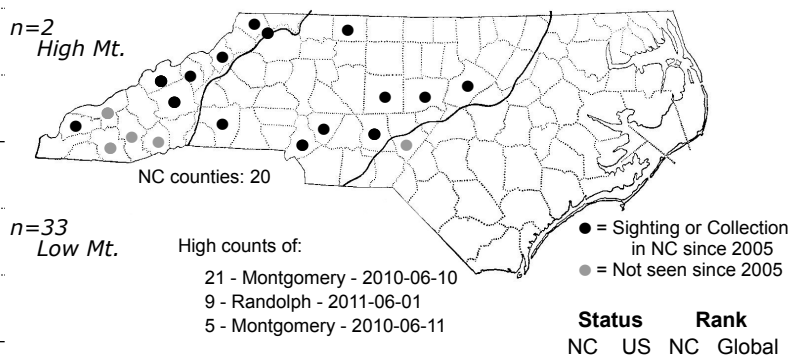 n=2
High Mt.
NC counties: 20
n=33
Low Mt.
High counts of:
21 - Montgomery - 2010-06-10
9 - Randolph - 2011-06-01
5 - Montgomery - 2010-06-11
● = Sighting or Collection
in NC since 2005
● = Not seen since 2005
Status Rank
NC US NC Global